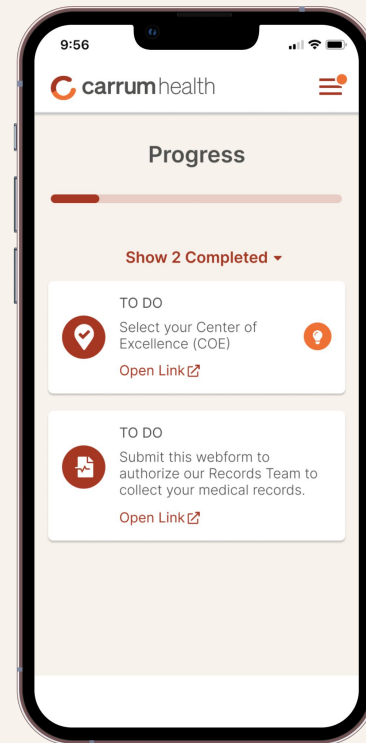 9:56
carrumhealth
Progress
Show 2 Completed
TO DO
Select your Center of
Excellence (COE)
Open Link
TO DO
Submit this webform to
authorize our Records Team to
collect your medical records.
Open Link